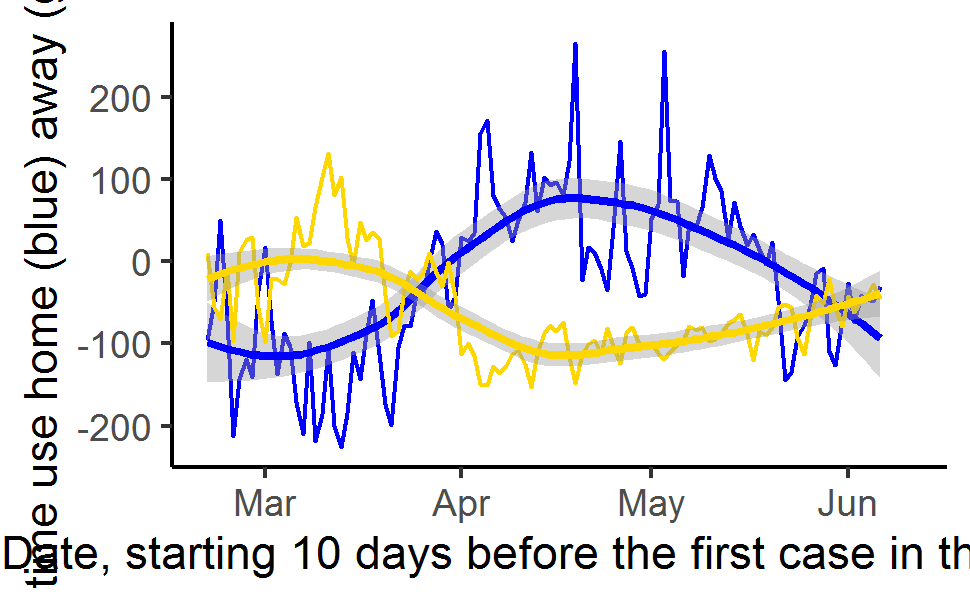 time use home (blue) away (
200
100
0
-100
-200
Mar Apr May Jun
Date, starting 10 days before the first case in th